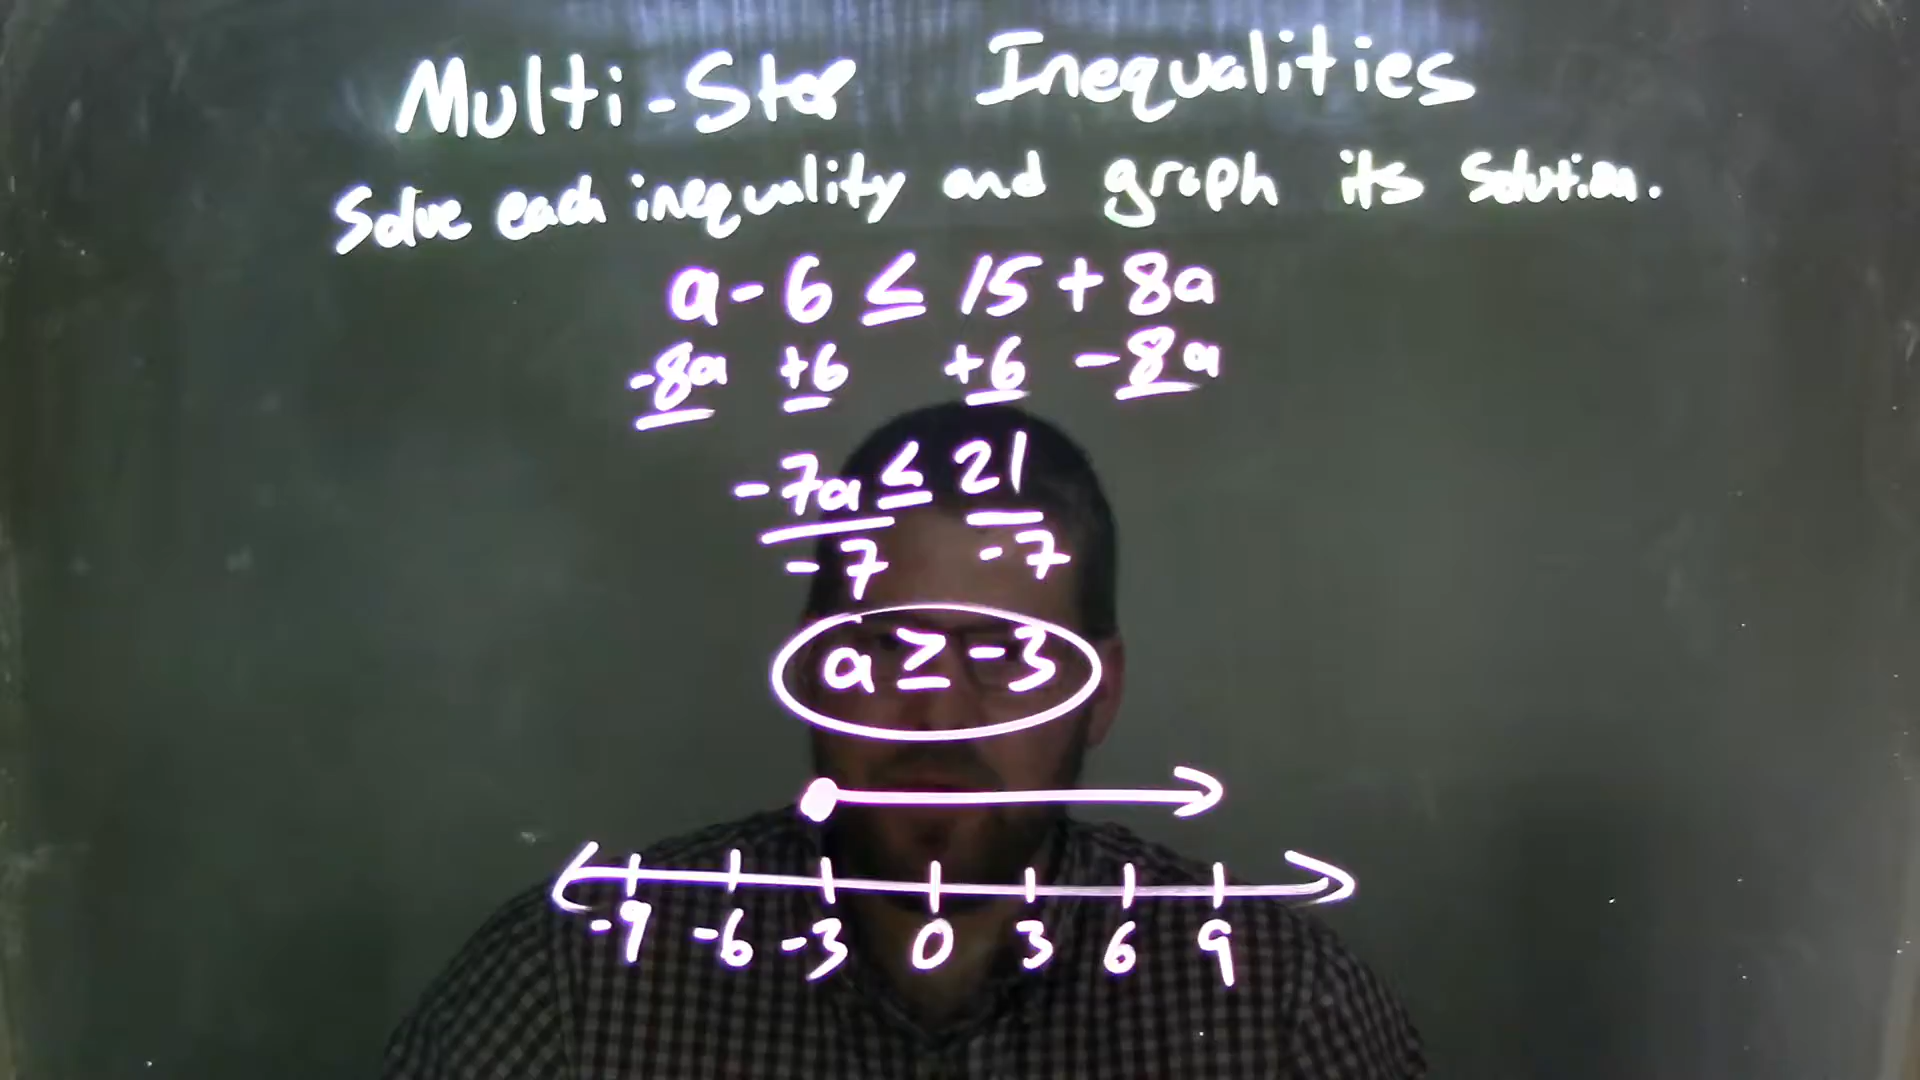 Multi-Step Inequalities
Solve each inequality and graph its solution.
a - 6 ≤ 15 + 8a
-8a +6 +6 -8a
-7a ≤ 21
-7 -7
a ≥ -3
-9 -6 -3 0 3 6 9